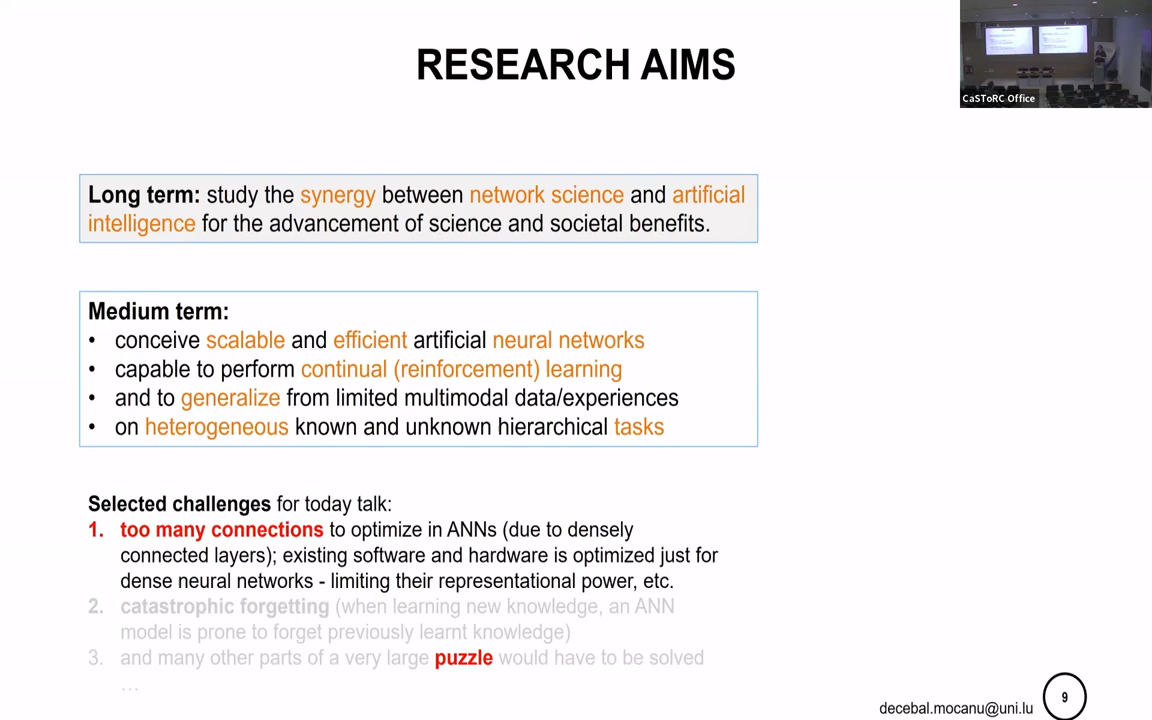 RESEARCH AIMS
CaSToRC Office
Long term: study the synergy between network science and artificial
intelligence for the advancement of science and societal benefits.
Medium term:
• conceive scalable and efficient artificial neural networks
• capable to perform continual (reinforcement) learning
• and to generalize from limited multimodal data/experiences
• on heterogeneous known and unknown hierarchical tasks
Selected challenges for today talk:
1. too many connections to optimize in ANNs (due to densely
connected layers); existing software and hardware is optimized just for
dense neural networks - limiting their representational power, etc.
2. catastrophic forgetting (when learning new knowledge, an ANN
model is prone to forget previously learnt knowledge)
3. and many other parts of a very large puzzle would have to be solved
…
decebal.mocanu@uni.lu
9